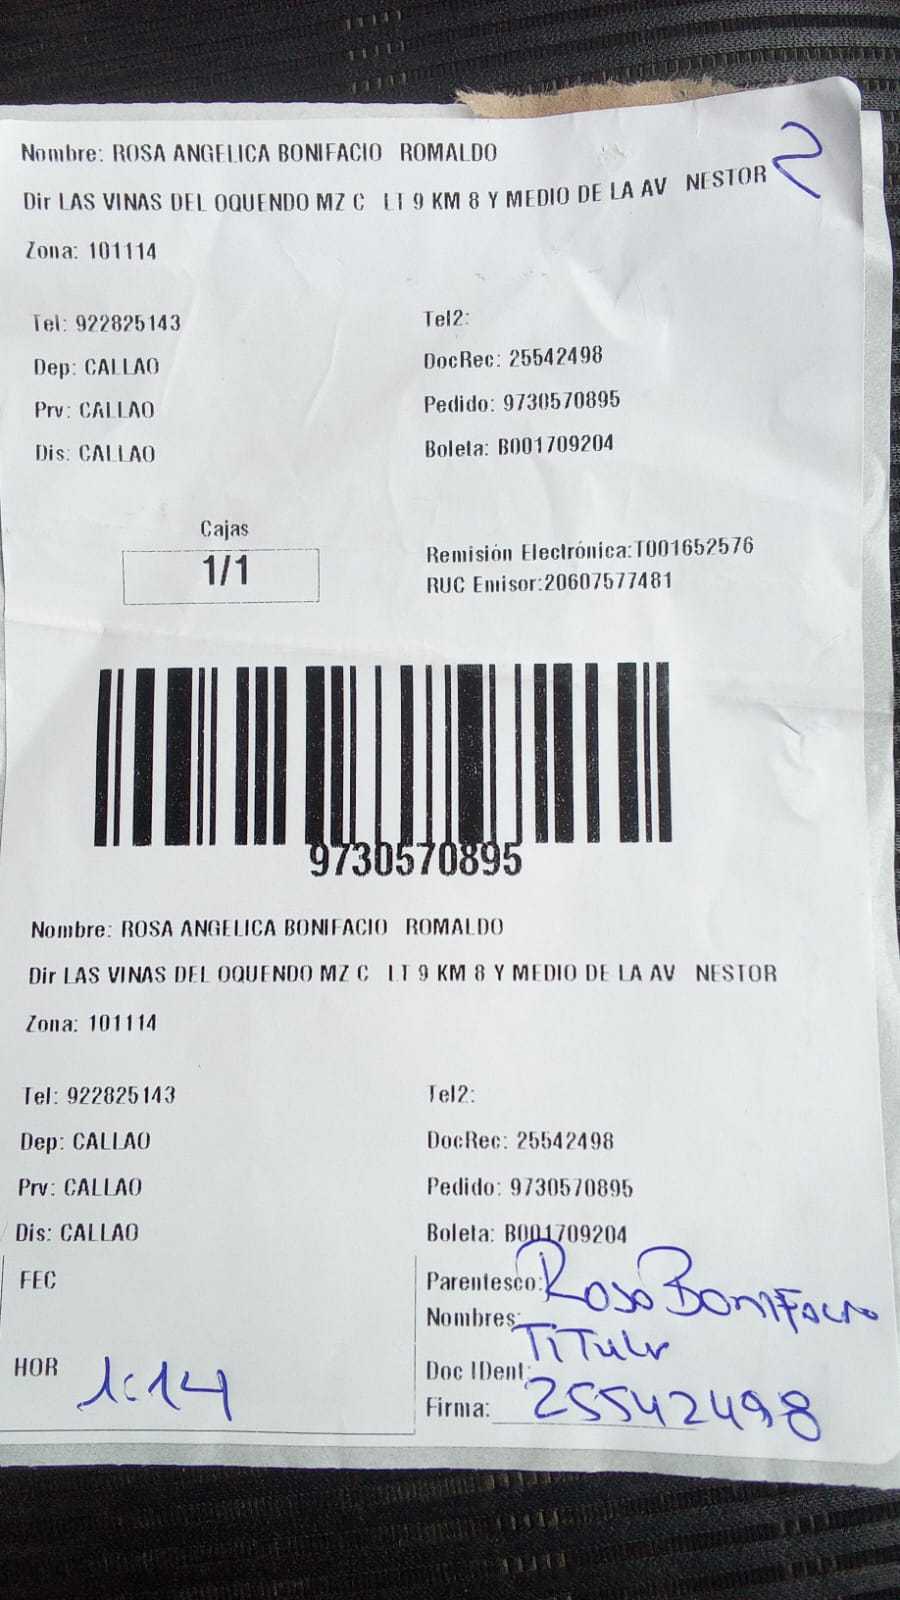 2
Nombre: ROSA ANGELICA BONIFACIO ROMALDO
Dir LAS VINAS DEL OQUENDO MZ C LT 9 KM 8 Y MEDIO DE LA AV NESTOR
Zona: 101114
Tel: 922825143 Tel2:
Dep: CALLAO DocRec: 25542498
Prv: CALLAO Pedido: 9730570895
Dis: CALLAO Boleta: B001709204
Cajas
1/1
Remisión Electrónica:T001652576
RUC Emisor:20607577481
9730570895
Nombre: ROSA ANGELICA BONIFACIO ROMALDO
Dir LAS VINAS DEL OQUENDO MZ C LT 9 KM 8 Y MEDIO DE LA AV NESTOR
Zona: 101114
Tel: 922825143 Tel2:
Dep: CALLAO DocRec: 25542498
Prv: CALLAO Pedido: 9730570895
Dis: CALLAO Boleta: B001709204
FEC Parentesco: Rosa Bonifacio
Nombres: Titular
HOR 1:14 Doc IDent:
Firma: 25542498